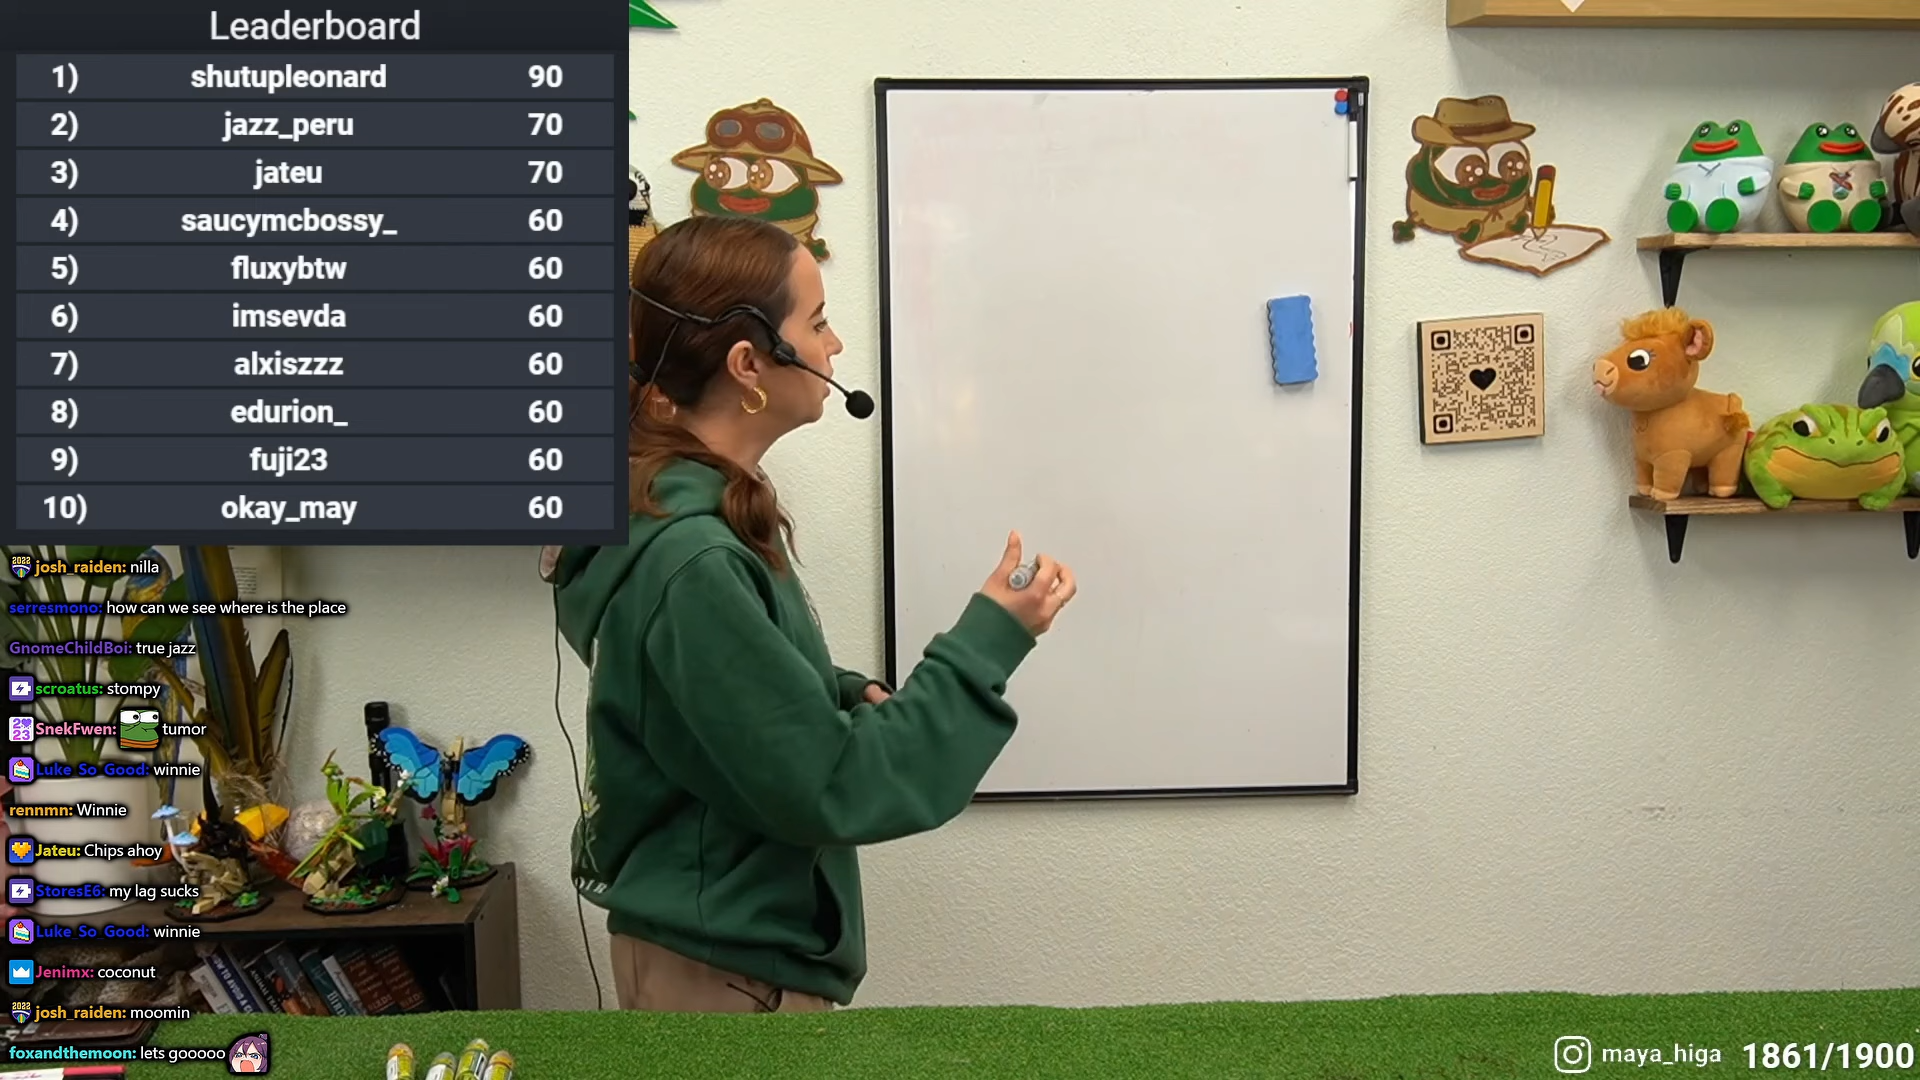 Leaderboard
1) shutupleonard 90
2) jazz_peru 70
3) jateu 70
4) saucymcbossy_ 60
5) fluxybtw 60
6) imsevda 60
7) alxiszzz 60
8) edurion_ 60
9) fuji23 60
10) okay_may 60
josh_raiden: nilla
serresmono: how can we see where is the place
GnomeChildBoi: true jazz
scroatus: stompy
SnekFwen: tumor
Luke_So_Good: winnie
rennmn: Winnie
Jateu: Chips ahoy
StoresE6: my lag sucks
Luke_So_Good: winnie
Jenimx: coconut
josh_raiden: moomin
foxandthemoon: lets gooooo
maya_higa 1861/1900